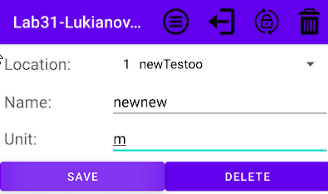 Lab31-Lukianov...
Location: 1 newTestoo
Name: newnew
Unit: m
SAVE DELETE